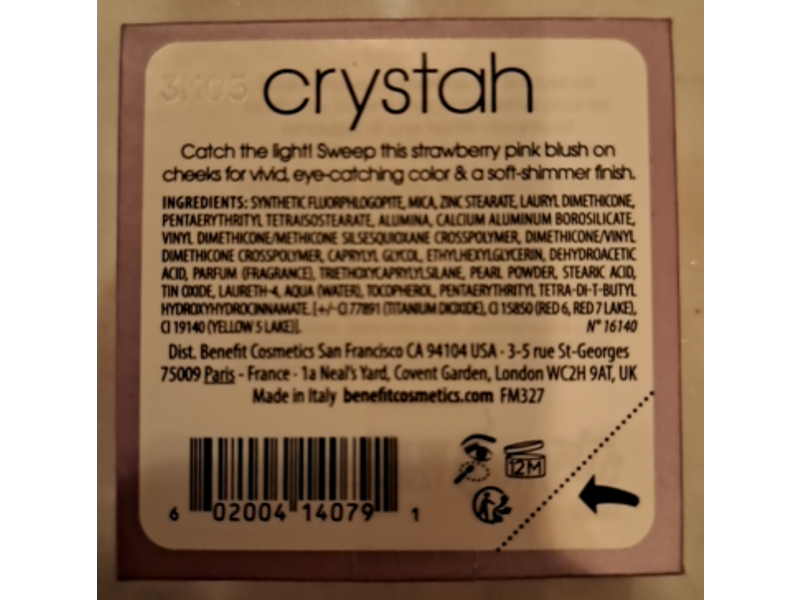 31105
crystah
Catch the light! Sweep this strawberry pink blush on
cheeks for vivid, eye-catching color & a soft-shimmer finish.
INGREDIENTS: SYNTHETIC FLUORPHLOGOPITE, MICA, ZINC STEARATE, LAURYL DIMETHICONE,
PENTAERYTHRITYL TETRAISOSTEARATE, ALUMINA, CALCIUM ALUMINUM BOROSILICATE,
VINYL DIMETHICONE/METHICONE SILSESQUIOXANE CROSSPOLYMER, DIMETHICONE/VINYL
DIMETHICONE CROSSPOLYMER, CAPRYLYL GLYCOL, ETHYLHEXYLGLYCERIN, DEHYDROACETIC
ACID, PARFUM (FRAGRANCE), TRIETHOXYCAPRYLYLSILANE, PEARL POWDER, STEARIC ACID,
TIN OXIDE, LAURETH-4, AQUA (WATER), TOCOPHEROL, PENTAERYTHRITYL TETRA-DI-T-BUTYL
HYDROXYHYDROCINNAMATE. [+/- CI 77891 (TITANIUM DIOXIDE), CI 15850 (RED 6, RED 7 LAKE),
CI 19140 (YELLOW 5 LAKE)]. N° 16140
Dist. Benefit Cosmetics San Francisco CA 94104 USA · 3-5 rue St-Georges
75009 Paris - France · 1a Neal's Yard, Covent Garden, London WC2H 9AT, UK
Made in Italy benefitcosmetics.com FM327
12M
6 02004 14079 1